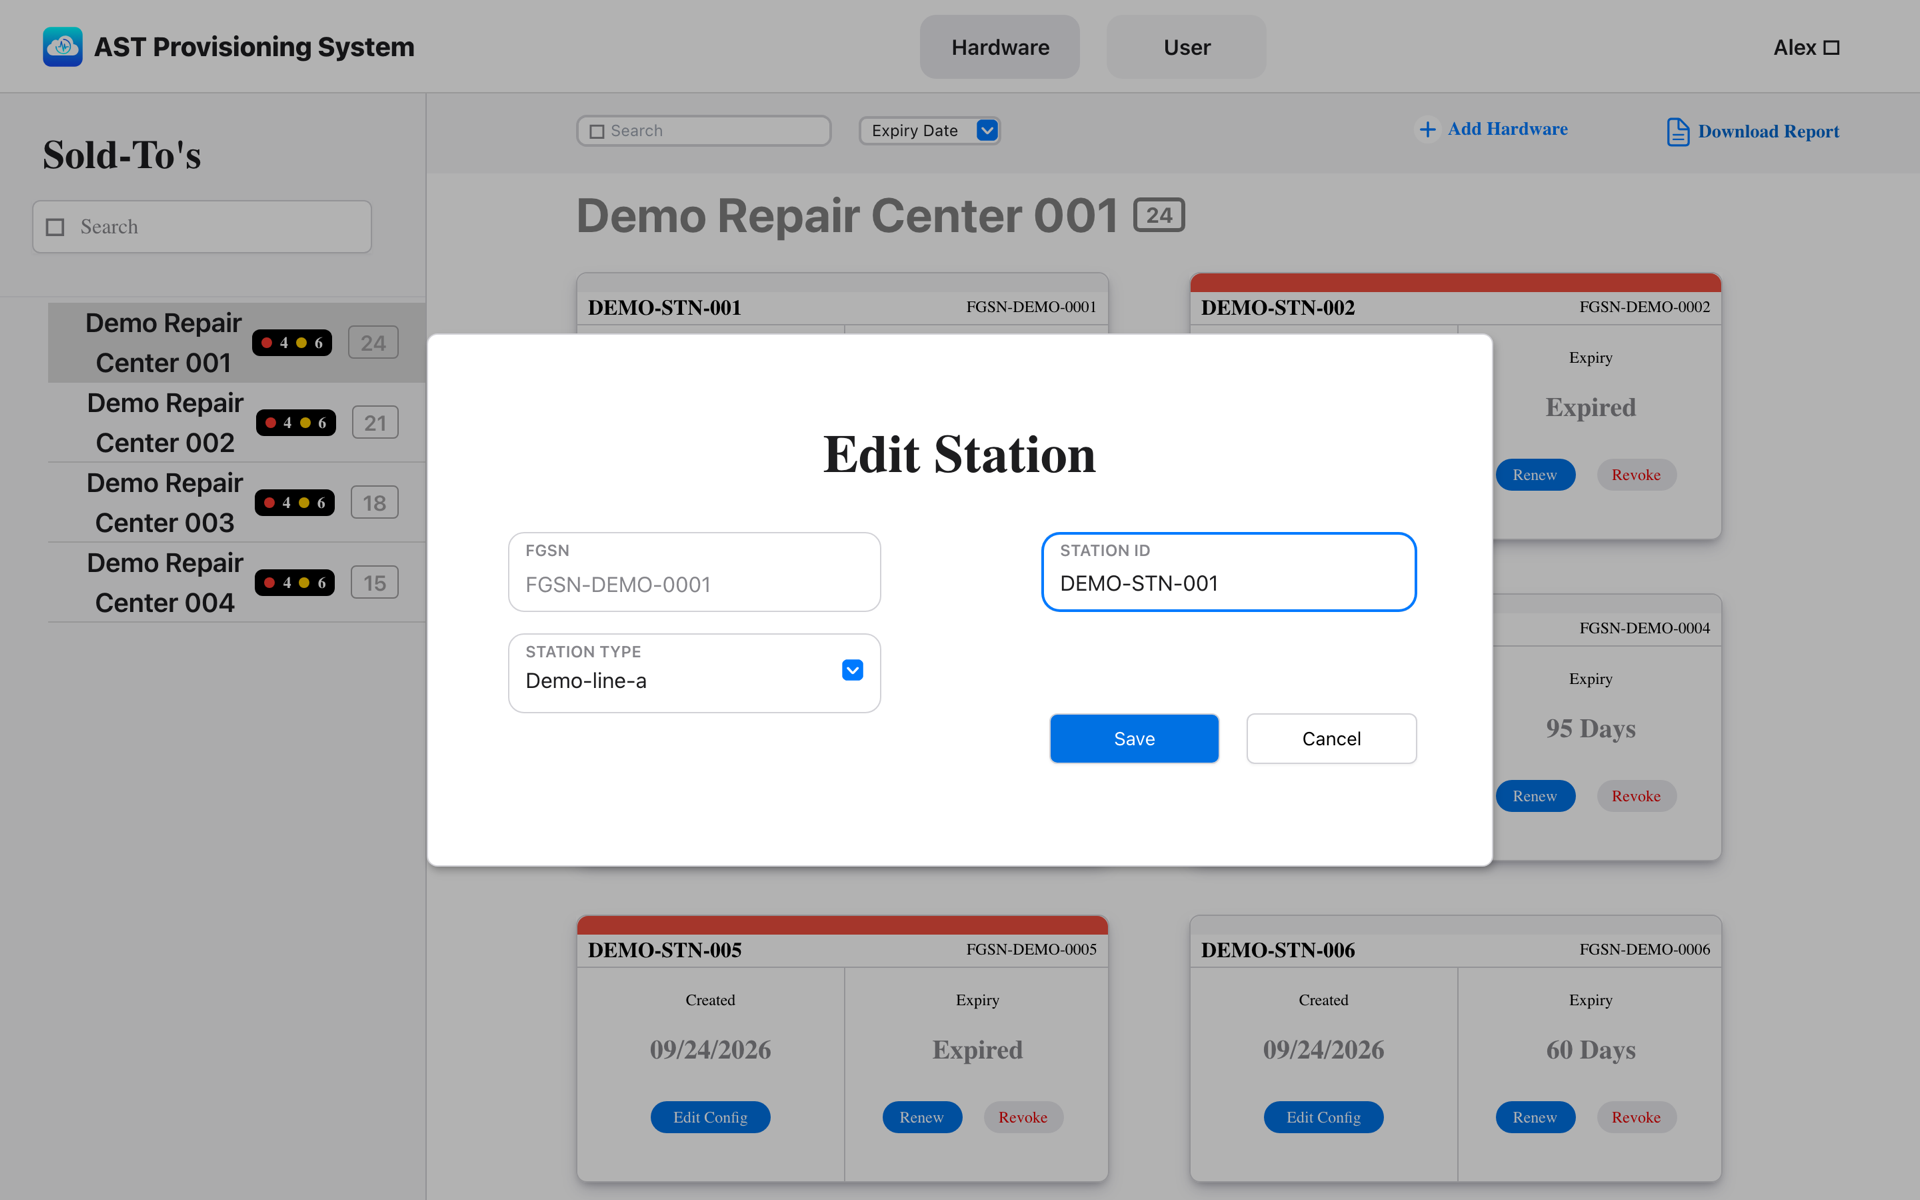 AST Provisioning System
Hardware
User
Alex
Sold-To's
Search
Demo Repair Center 001
4 6
24
Demo Repair Center 002
4 6
21
Demo Repair Center 003
4 6
18
Demo Repair Center 004
4 6
15
Search
Expiry Date
Add Hardware
Download Report
Demo Repair Center 001 24
DEMO-STN-001 FGSN-DEMO-0001
DEMO-STN-002 FGSN-DEMO-0002
Expiry
Expired
Renew Revoke
Edit Station
FGSN
FGSN-DEMO-0001
STATION ID
DEMO-STN-001
STATION TYPE
Demo-line-a
Save
Cancel
FGSN-DEMO-0004
Expiry
95 Days
Renew Revoke
DEMO-STN-005 FGSN-DEMO-0005
Created
09/24/2026
Edit Config
Expiry
Expired
Renew Revoke
DEMO-STN-006 FGSN-DEMO-0006
Created
09/24/2026
Edit Config
Expiry
60 Days
Renew Revoke